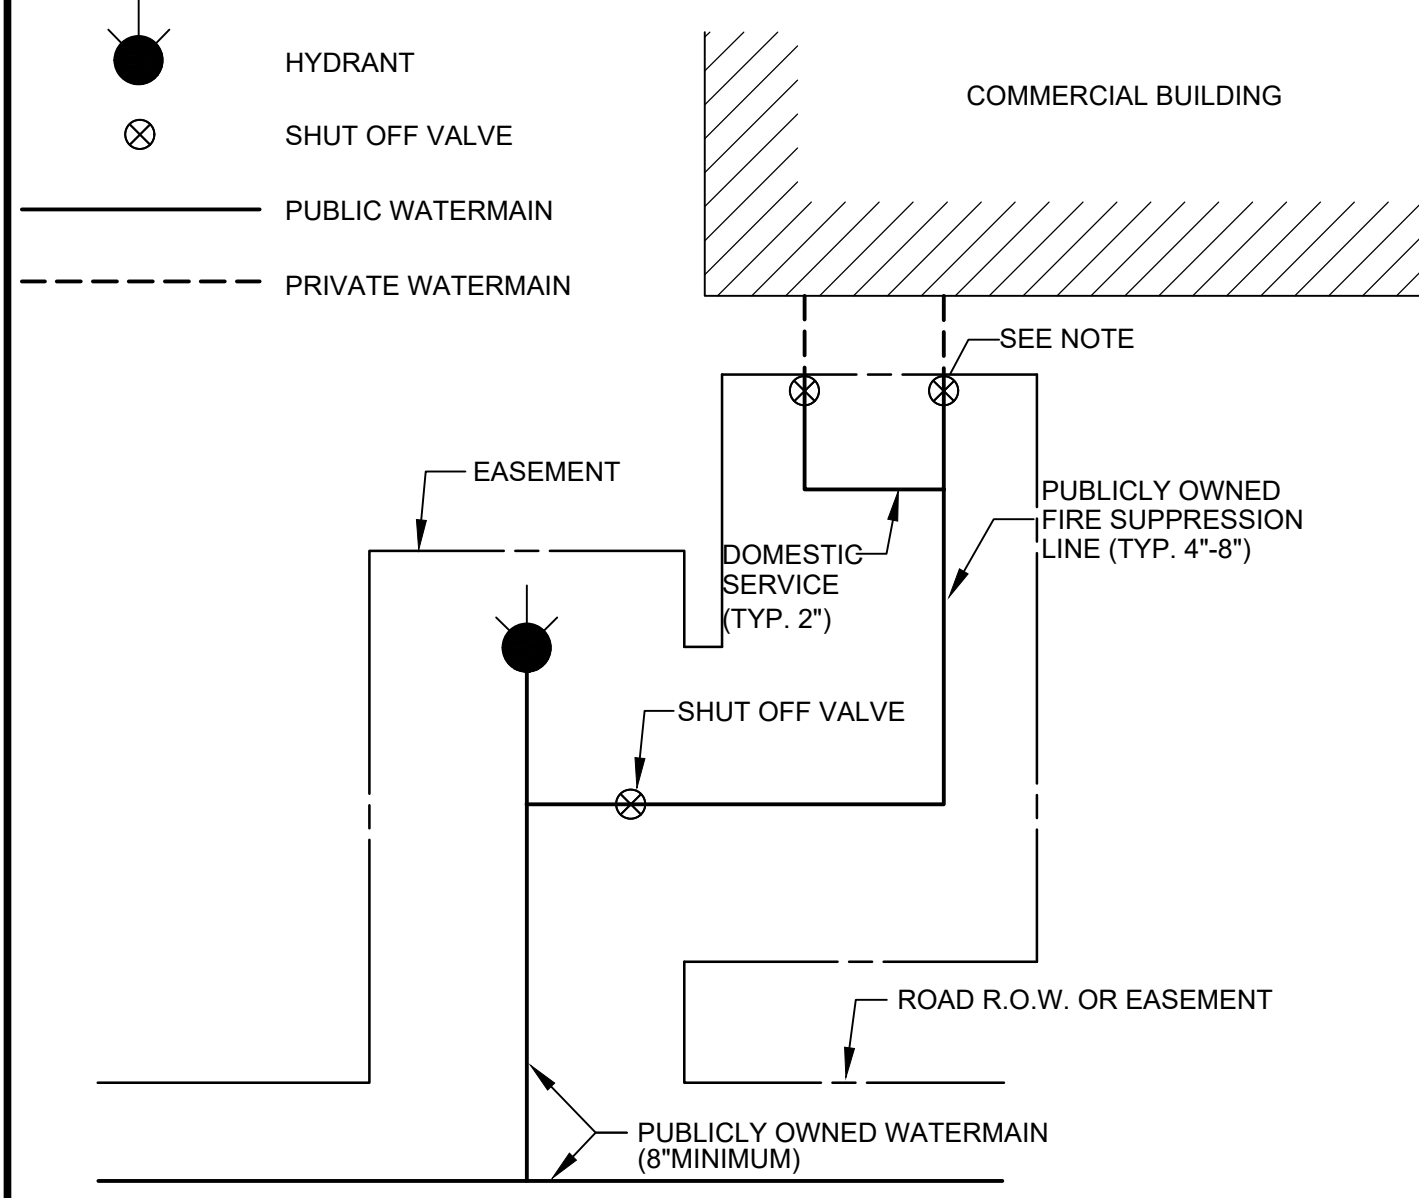 HYDRANT
SHUT OFF VALVE
PUBLIC WATERMAIN
PRIVATE WATERMAIN
COMMERCIAL BUILDING
SEE NOTE
EASEMENT
PUBLICLY OWNED
FIRE SUPPRESSION
LINE (TYP. 4"-8")
DOMESTIC
SERVICE
(TYP. 2")
SHUT OFF VALVE
ROAD R.O.W. OR EASEMENT
PUBLICLY OWNED WATERMAIN
(8"MINIMUM)